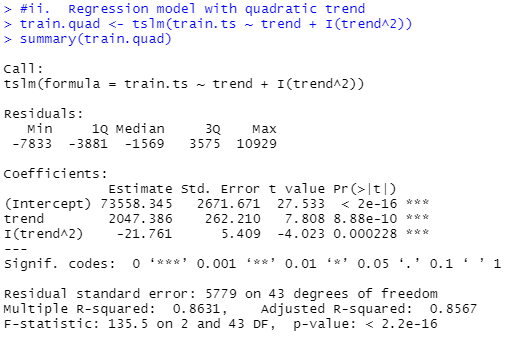 > #ii.  Regression model with quadratic trend
> train.quad <- tslm(train.ts ~ trend + I(trend^2))
> summary(train.quad)

Call:
tslm(formula = train.ts ~ trend + I(trend^2))

Residuals:
   Min     1Q Median     3Q    Max
 -7833  -3881  -1569   3575  10929

Coefficients:
             Estimate Std. Error t value Pr(>|t|)
(Intercept) 73558.345   2671.671  27.533  < 2e-16 ***
trend        2047.386    262.210   7.808 8.88e-10 ***
I(trend^2)    -21.761      5.409  -4.023 0.000228 ***
---
Signif. codes:  0 ‘***’ 0.001 ‘**’ 0.01 ‘*’ 0.05 ‘.’ 0.1 ‘ ’ 1

Residual standard error: 5779 on 43 degrees of freedom
Multiple R-squared:  0.8631,	Adjusted R-squared:  0.8567
F-statistic: 135.5 on 2 and 43 DF,  p-value: < 2.2e-16